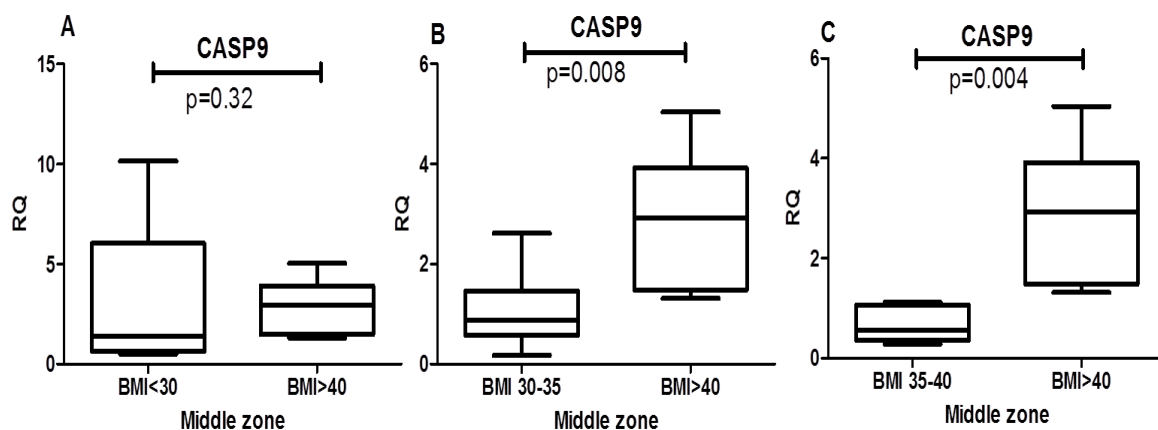 A
CASP9
p=0.32
15
10
5
0
RQ
BMI<30
BMI>40
Middle zone
B
CASP9
p=0.008
6
4
2
0
RQ
BMI 30-35
BMI>40
Middle zone
C
CASP9
p=0.004
6
4
2
0
RQ
BMI 35-40
BMI>40
Middle zone